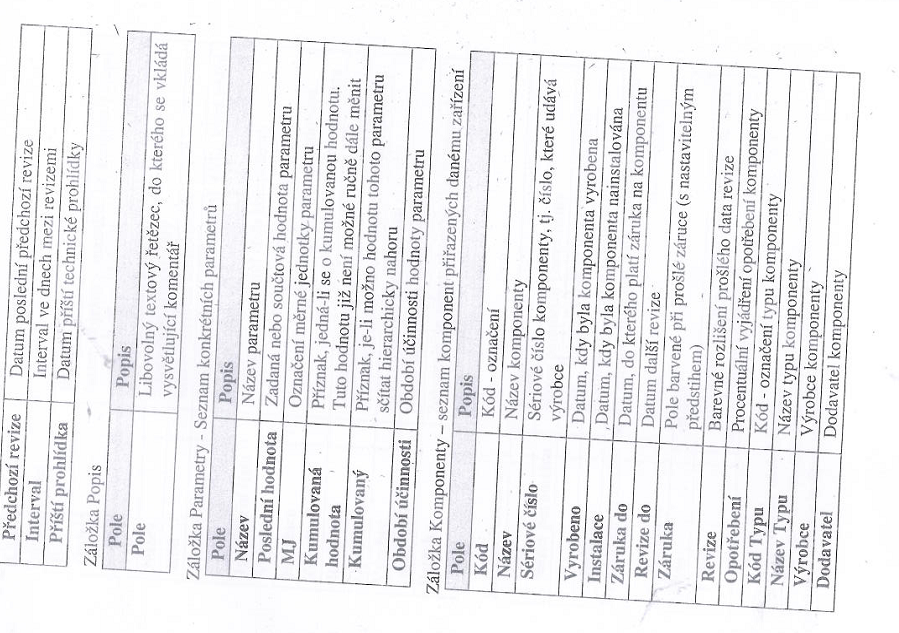 Předchozí revize Datum poslední předchozí revize
Interval Interval ve dnech mezi revizemi
Příští prohlídka Datum příští technické prohlídky
Záložka Popis
Pole Popis
Pole Libovolný textový řetězec, do kterého se vkládá
vysvětlující komentář
Záložka Parametry - Seznam konkrétních parametrů
Pole Popis
Název Název parametru
Poslední hodnota Zadaná nebo součtová hodnota parametru
MJ Označení měrné jednotky parametru
Kumulovaná Příznak, jedná-li se o kumulovanou hodnotu.
hodnota Tuto hodnotu již není možné ručně dále měnit
Kumulovaný Příznak, je-li možno hodnotu tohoto parametru
sčítat hierarchicky nahoru
Období účinnosti Období účinnosti hodnoty parametru
Záložka Komponenty – seznam komponent přiřazených danému zařízení
Pole Popis
Kód Kód - označení
Název Název komponenty
Sériové číslo Sériové číslo komponenty, tj. číslo, které udává
výrobce
Vyrobeno Datum, kdy byla komponenta vyrobena
Instalace Datum, kdy byla komponenta nainstalována
Záruka do Datum, do kterého platí záruka na komponentu
Revize do Datum další revize
Záruka Pole barvené při prošlé záruce (s nastavitelným
předstihem)
Revize Barevné rozlišení prošlého data revize
Opotřebení Procentuální vyjádření opotřebení komponenty
Kód Typu Kód - označení typu komponenty
Název Typu Název typu komponenty
Výrobce Výrobce komponenty
Dodavatel Dodavatel komponenty